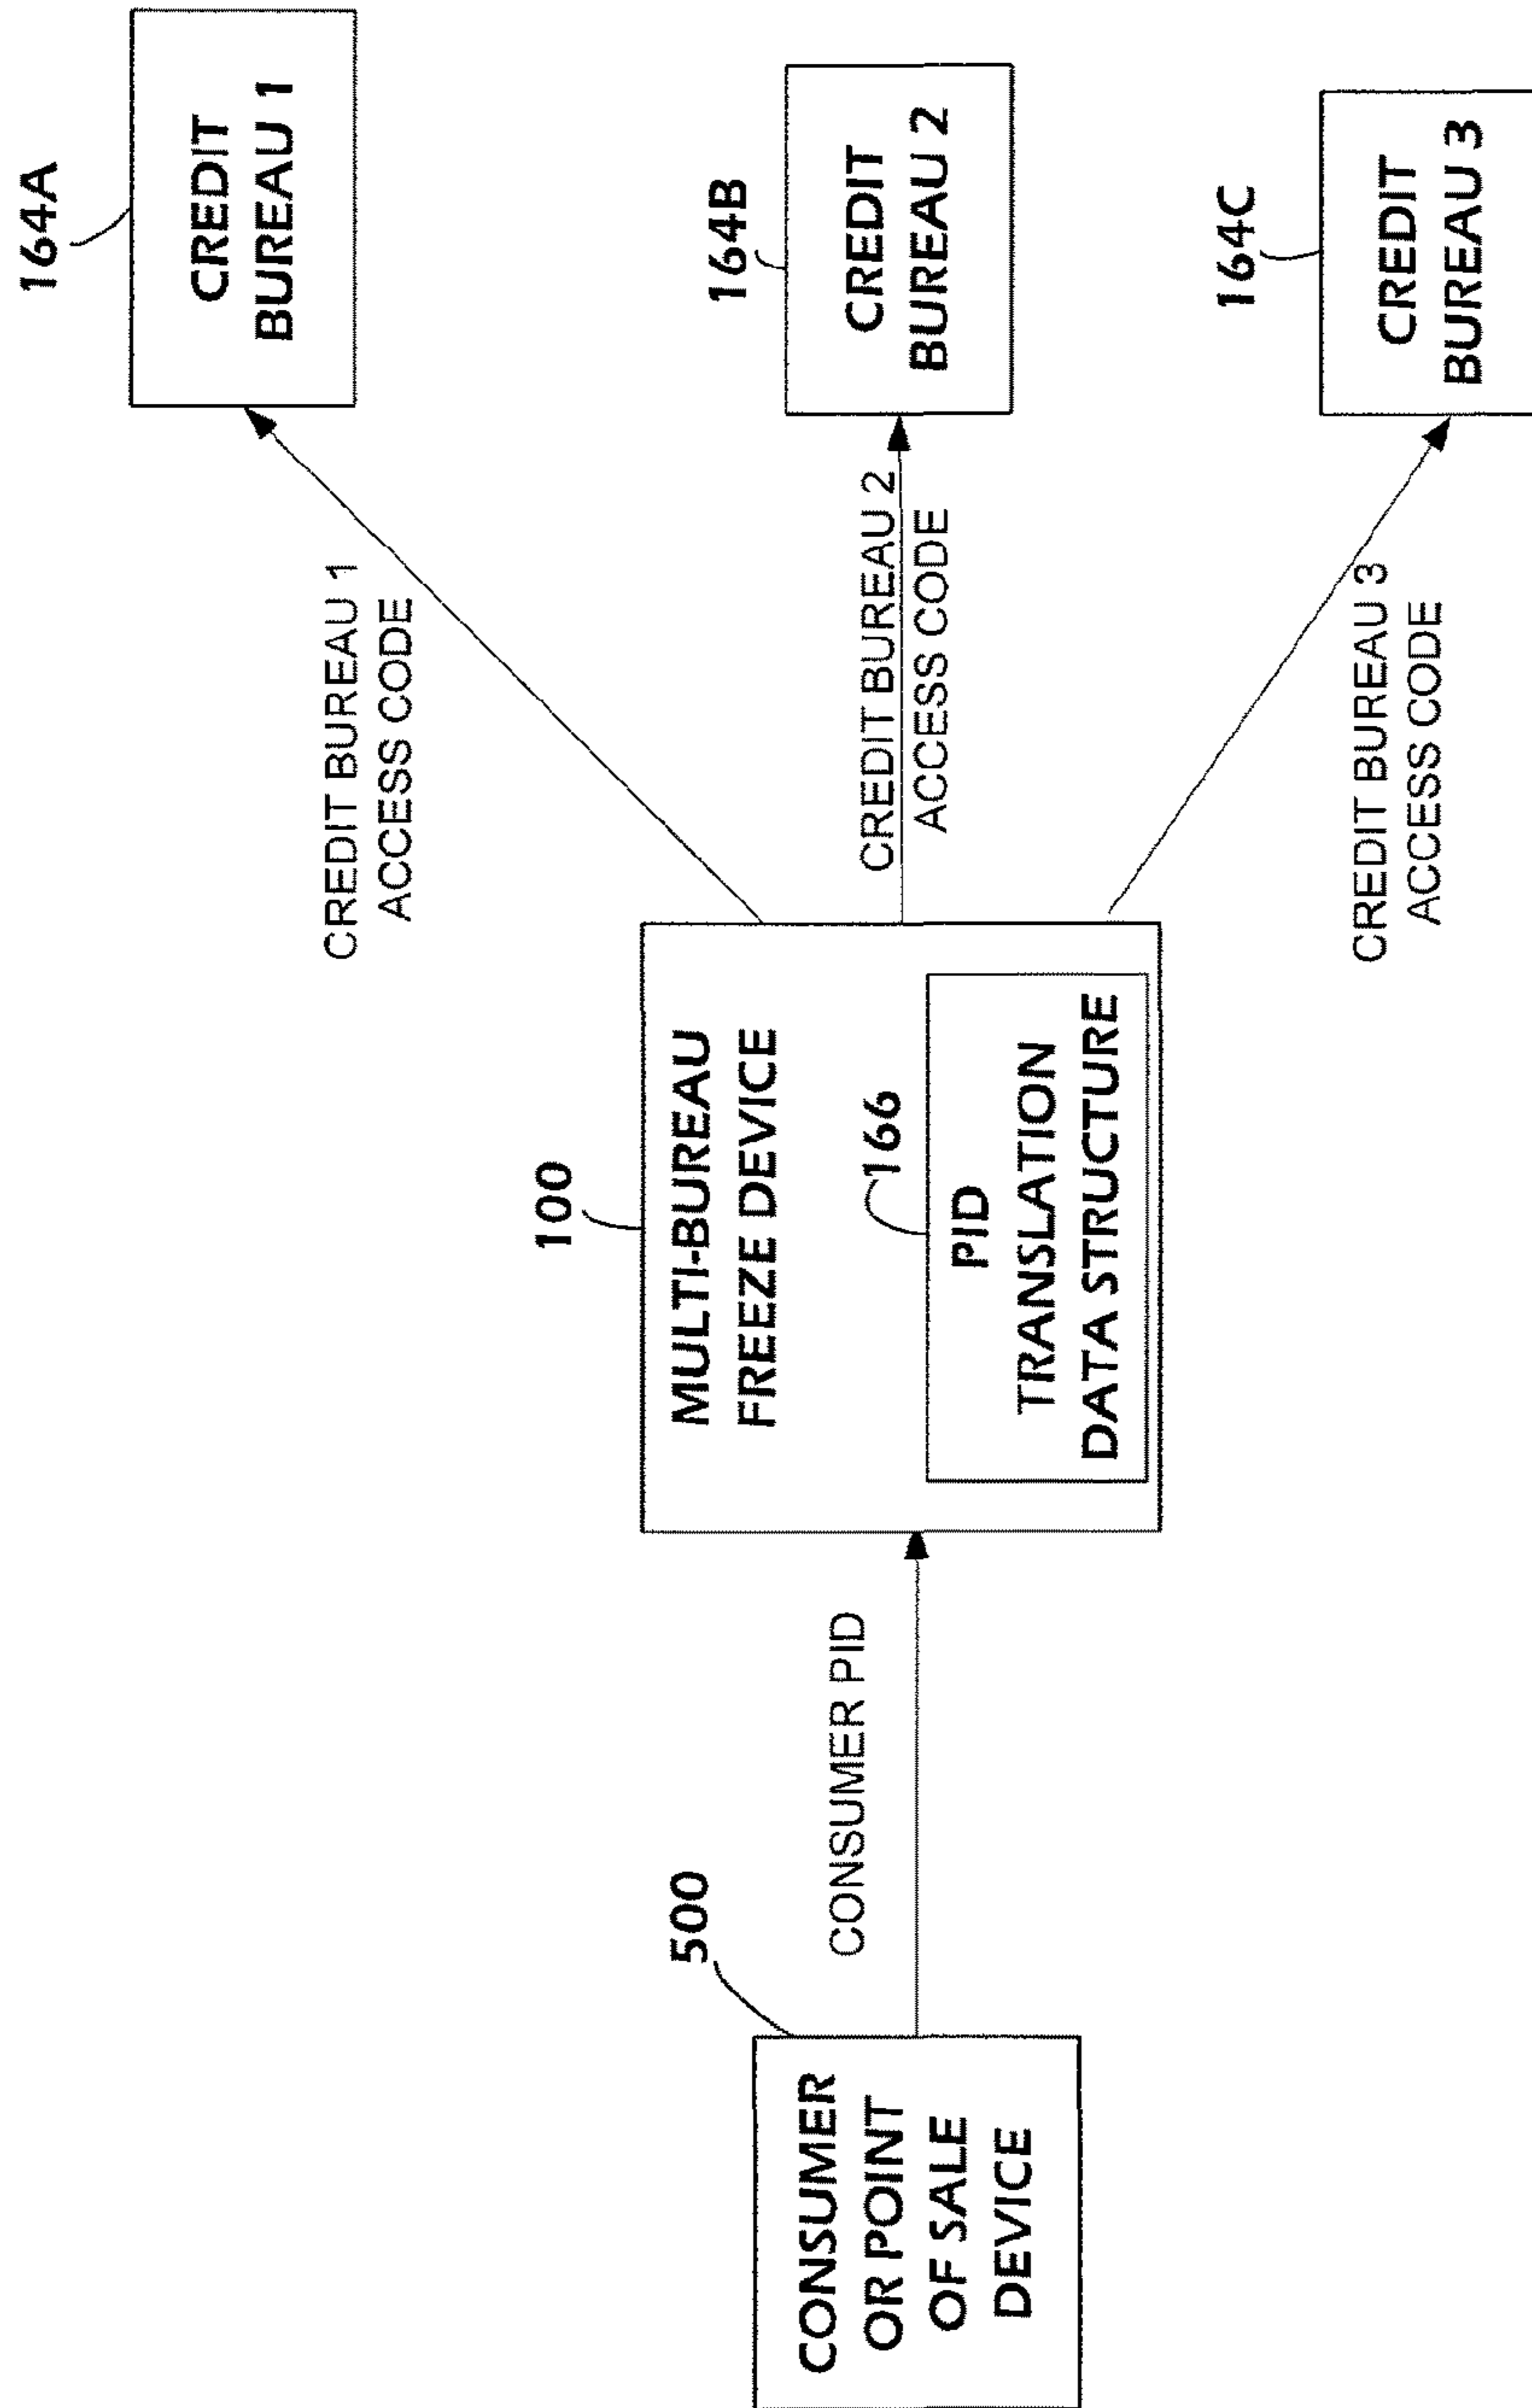 500
CONSUMER
OR POINT
OF SALE
DEVICE
CONSUMER PID
100
MULTI-BUREAU
FREEZE DEVICE
166
PID
TRANSLATION
DATA STRUCTURE
CREDIT BUREAU 1
ACCESS CODE
CREDIT BUREAU 2
ACCESS CODE
CREDIT BUREAU 3
ACCESS CODE
164A
CREDIT
BUREAU 1
164B
CREDIT
BUREAU 2
164C
CREDIT
BUREAU 3